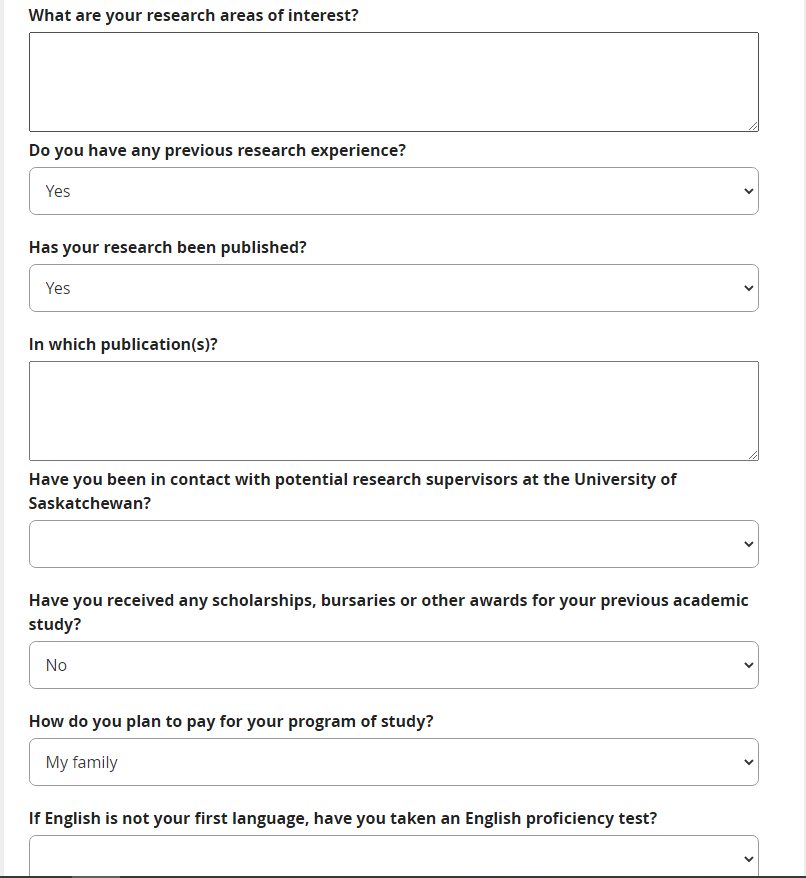 What are your research areas of interest?
Do you have any previous research experience?
Yes
Has your research been published?
Yes
In which publication(s)?
Have you been in contact with potential research supervisors at the University of
Saskatchewan?
Have you received any scholarships, bursaries or other awards for your previous academic
study?
No
How do you plan to pay for your program of study?
My family
If English is not your first language, have you taken an English proficiency test?